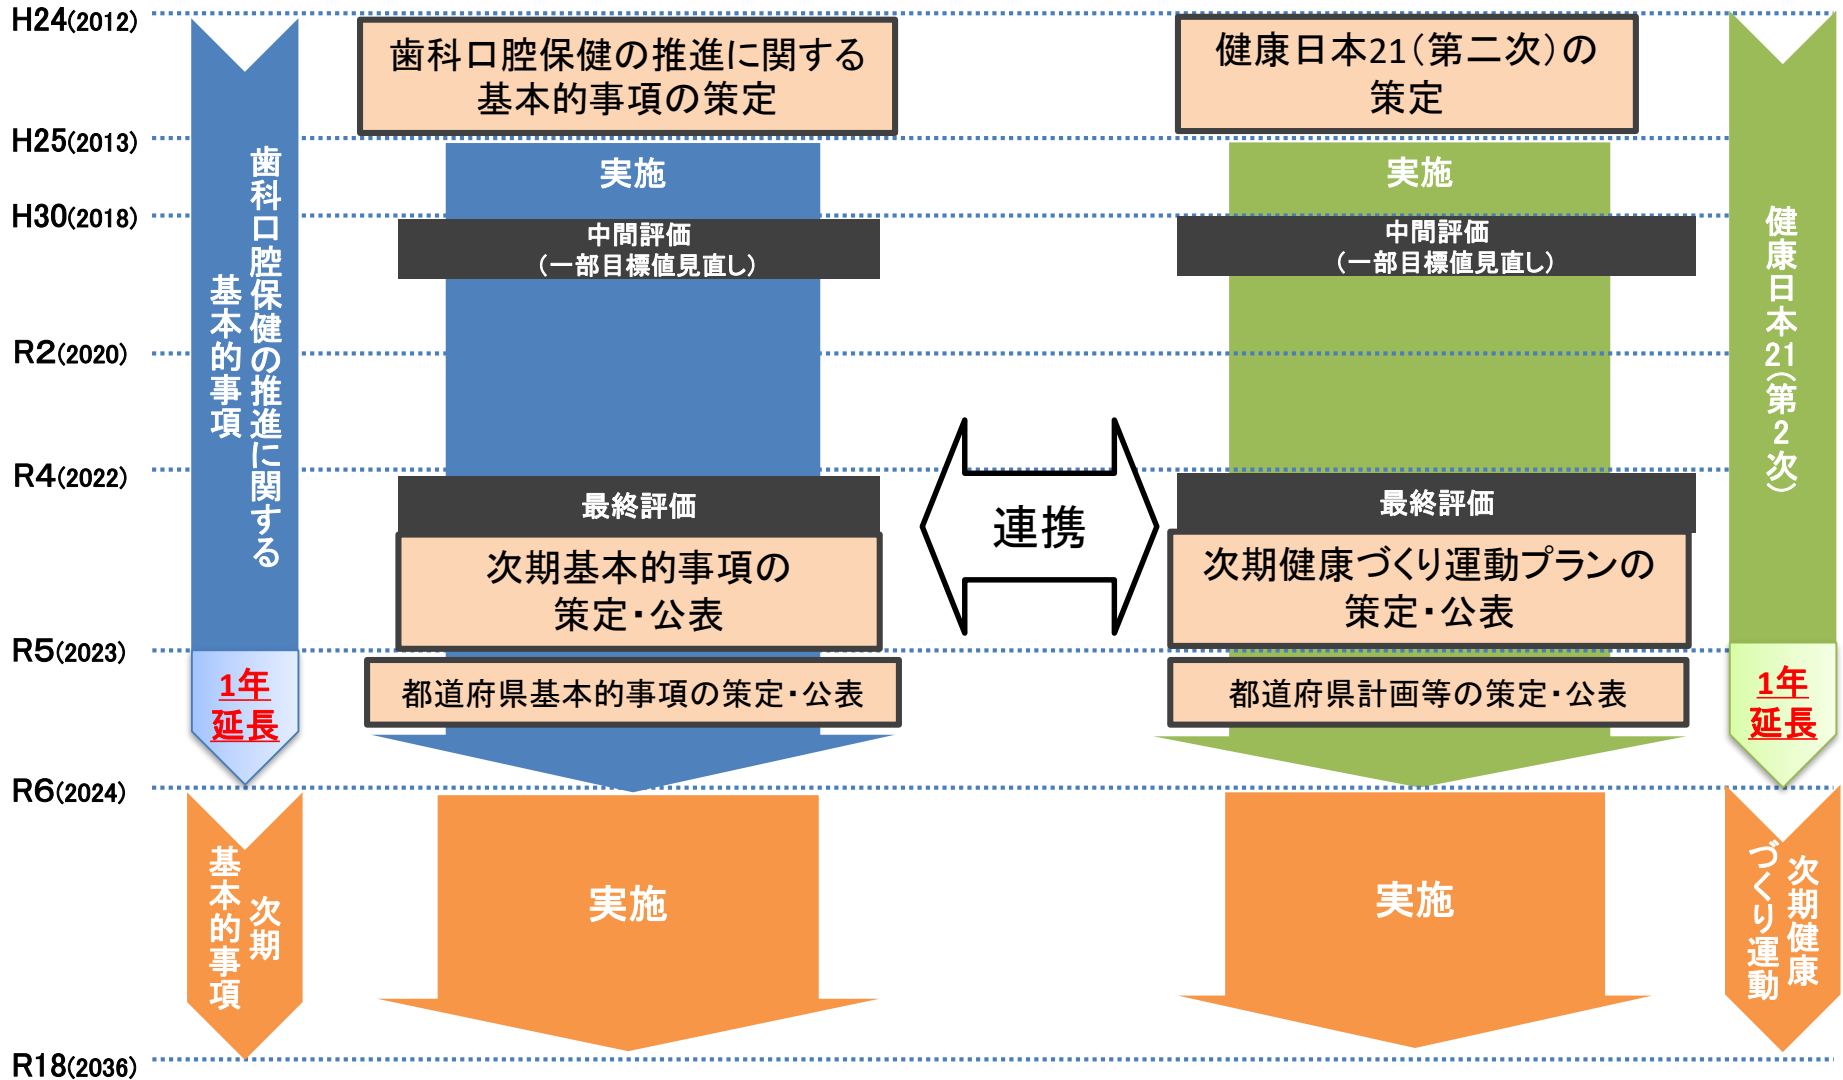 H24(2012)
歯科口腔保健の推進に関する
基本的事項の策定
健康日本21(第二次)の
策定
H25(2013)
実施
実施
H30(2018)
中間評価
(一部目標値見直し)
中間評価
(一部目標値見直し)
歯科口腔保健の推進に関する
基本的事項
健康日本21(第2次)
R2(2020)
R4(2022)
最終評価
最終評価
連携
次期基本的事項の
策定・公表
次期健康づくり運動プランの
策定・公表
R5(2023)
1年
延長
都道府県基本的事項の策定・公表
都道府県計画等の策定・公表
1年
延長
R6(2024)
次期
基本的事項
実施
実施
次期健康
づくり運動
R18(2036)